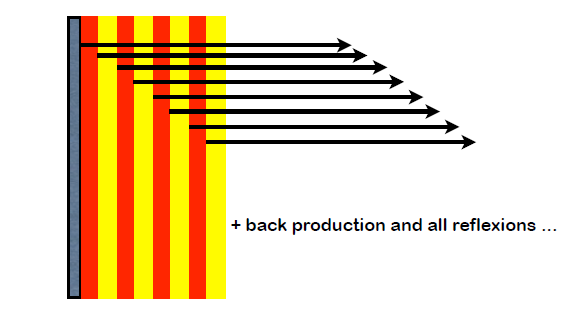 + back production and all reflexions ...